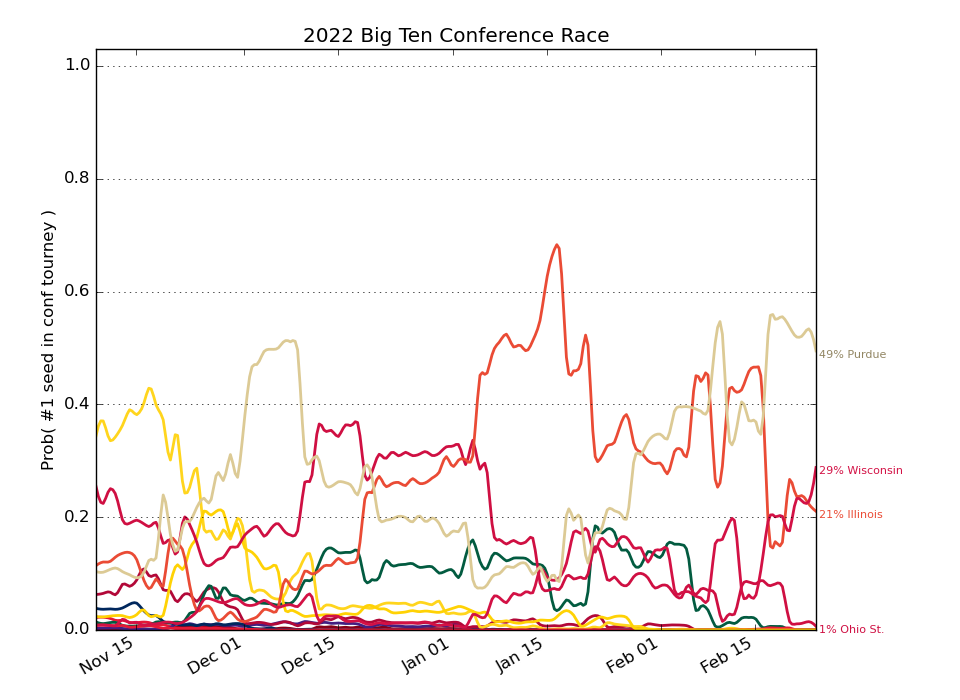 2022 Big Ten Conference Race
Prob( #1 seed in conf tourney )
1.0
0.8
0.6
0.4
0.2
0.0
49% Purdue
29% Wisconsin
21% Illinois
1% Ohio St.
Nov 15
Dec 01
Dec 15
Jan 01
Jan 15
Feb 01
Feb 15